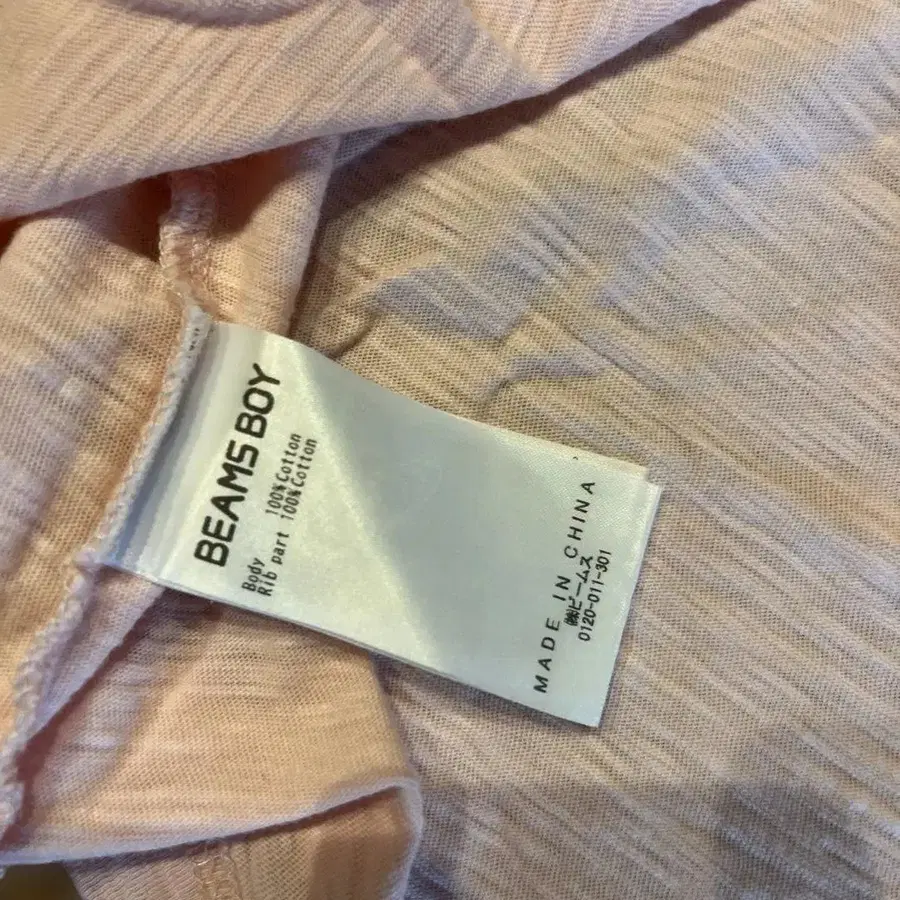 BEAMS BOY
Body 100%Cotton
Rib part 100%Cotton
MADE IN CHINA
㈱ビームス
0120-011-301